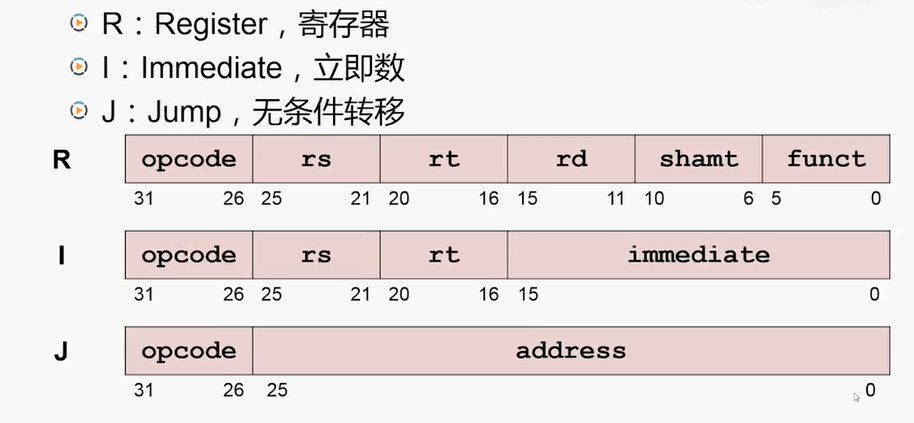 R：Register，寄存器
I：Immediate，立即数
J：Jump，无条件转移
R opcode rs rt rd shamt funct
31 26 25 21 20 16 15 11 10 6 5 0
I opcode rs rt immediate
31 26 25 21 20 16 15 0
J opcode address
31 26 25 0